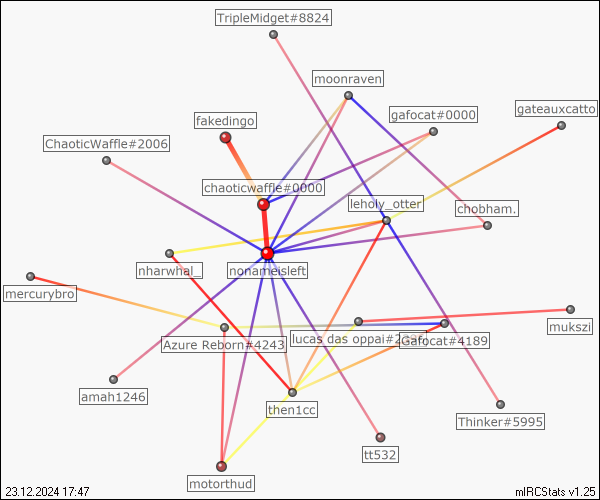 TripleMidget#8824
moonraven
gafocat#0000
gateauxcatto
fakedingo
ChaoticWaffle#2006
chaoticwaffle#0000
leholy_otter
chobham.
nharwhal_
nonameisleft
mercurybro
mukszi
lucas das oppai#2
Azure Reborn#4243
Gafocat#4189
amah1246
then1cc
Thinker#5995
tt532
motorthud
23.12.2024 17:47
mIRCStats v1.25